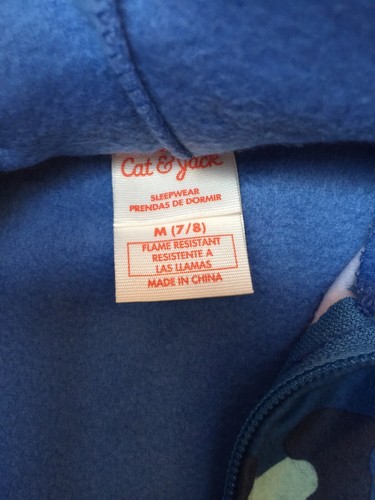 Cat & Jack
SLEEPWEAR
PRENDAS DE DORMIR
M (7/8)
FLAME RESISTANT
RESISTENTE A
LAS LLAMAS
MADE IN CHINA